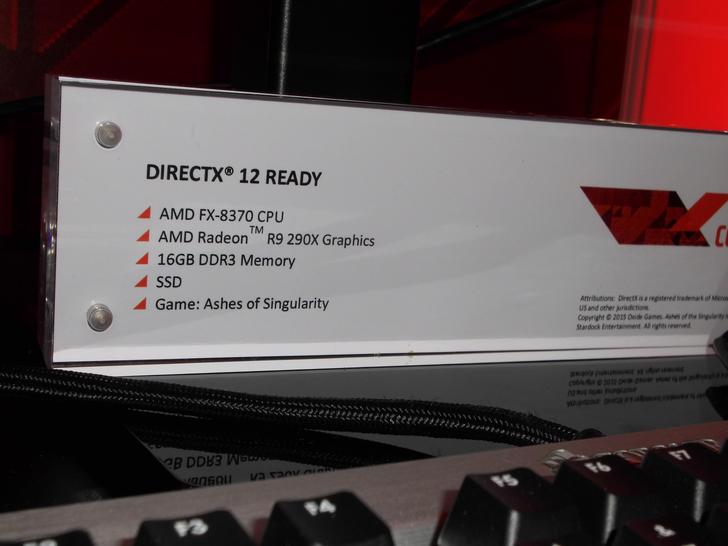 DIRECTX® 12 READY
AMD FX-8370 CPU
AMD Radeon™ R9 290X Graphics
16GB DDR3 Memory
SSD
Game: Ashes of Singularity
Attributions: DirectX is a registered trademark of
US and other jurisdictions.
Copyright © 2015 Oxide Games. Ashes of the Singularity
Stardock Entertainment. All rights reserved.
F3
F4
F5
F6
F7